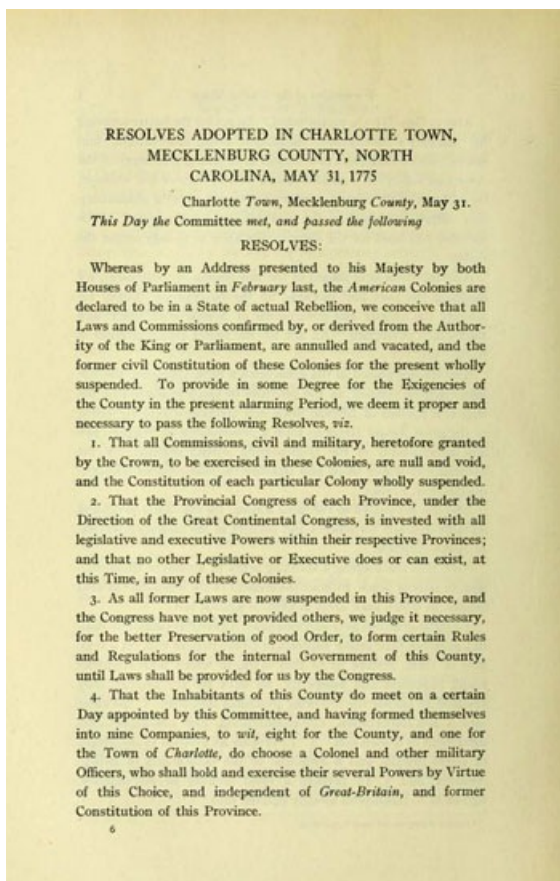 RESOLVES ADOPTED IN CHARLOTTE TOWN,
MECKLENBURG COUNTY, NORTH
CAROLINA, MAY 31, 1775
Charlotte Town, Mecklenburg County, May 31.
This Day the Committee met, and passed the following
RESOLVES:
Whereas by an Address presented to his Majesty by both
Houses of Parliament in February last, the American Colonies are
declared to be in a State of actual Rebellion, we conceive that all
Laws and Commissions confirmed by, or derived from the Author-
ity of the King or Parliament, are annulled and vacated, and the
former civil Constitution of these Colonies for the present wholly
suspended. To provide in some Degree for the Exigencies of
the County in the present alarming Period, we deem it proper and
necessary to pass the following Resolves, viz.
1. That all Commissions, civil and military, heretofore granted
by the Crown, to be exercised in these Colonies, are null and void,
and the Constitution of each particular Colony wholly suspended.
2. That the Provincial Congress of each Province, under the
Direction of the Great Continental Congress, is invested with all
legislative and executive Powers within their respective Provinces;
and that no other Legislative or Executive does or can exist, at
this Time, in any of these Colonies.
3. As all former Laws are now suspended in this Province, and
the Congress have not yet provided others, we judge it necessary,
for the better Preservation of good Order, to form certain Rules
and Regulations for the internal Government of this County,
until Laws shall be provided for us by the Congress.
4. That the Inhabitants of this County do meet on a certain
Day appointed by this Committee, and having formed themselves
into nine Companies, to wit, eight for the County, and one for
the Town of Charlotte, do choose a Colonel and other military
Officers, who shall hold and exercise their several Powers by Virtue
of this Choice, and independent of Great-Britain, and former
Constitution of this Province.
6